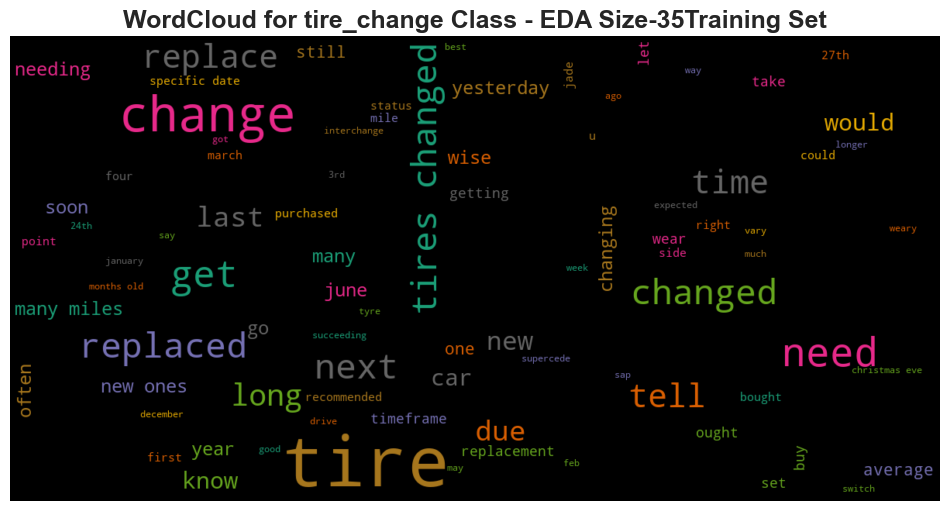 WordCloud for tire_change Class - EDA Size-35Training Set
best
replace
still
let
27th
needing
way
specific date
yesterday
jade
take
change
status
ago
mile
would
interchange
u
got
longer
march
wise
could
four
3rd
time
getting
tires changed
soon
last
purchased
expected
24th
right
weary
say
vary
point
wear
changing
side
much
january
many
get
week
months old
june
changed
many miles
tyre
go
succeeding
replaced
new
one
need
next
supercede
car
sap
christmas eve
often
new ones
long
recommended
tell
bought
december
drive
timeframe
due
ought
year
good
replacement
first
tire
feb
buy
may
average
know
set
switch